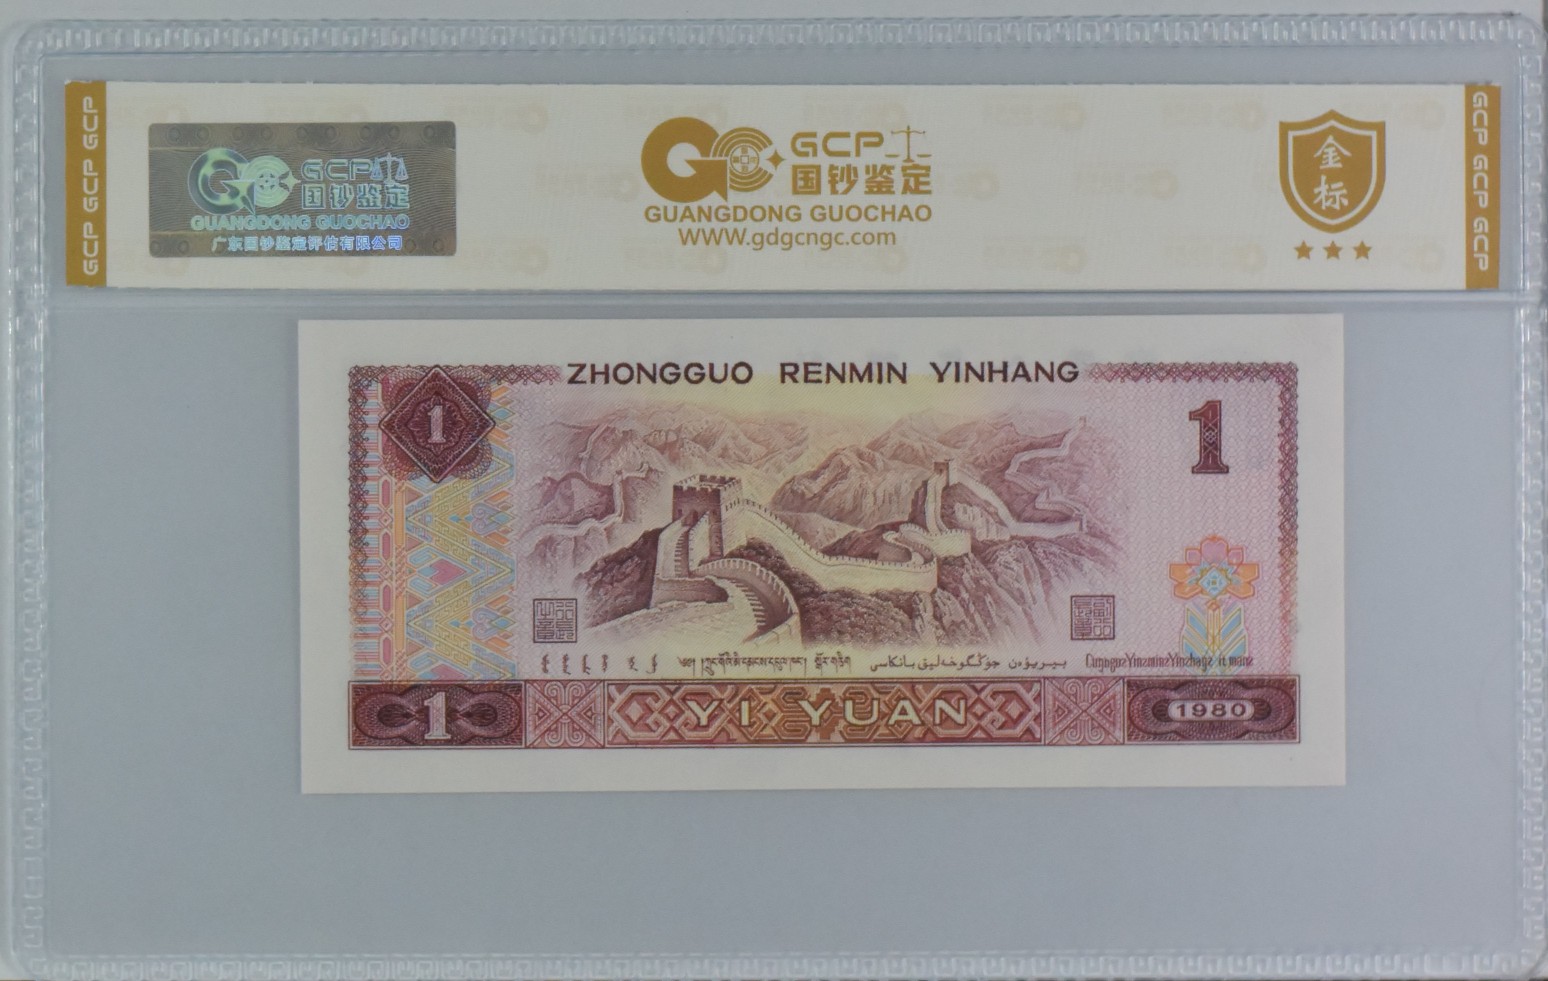 GCP GCP GCP
GCP
国钞鉴定
GUANGDONG GUOCHAO
广东国钞鉴定评估有限公司
GCP
国钞鉴定
GUANGDONG GUOCHAO
WWW.gdgcngc.com
金
标
GCP GCP GCP
ZHONGGUO RENMIN YINHANG
1
1
1
YI YUAN
1980